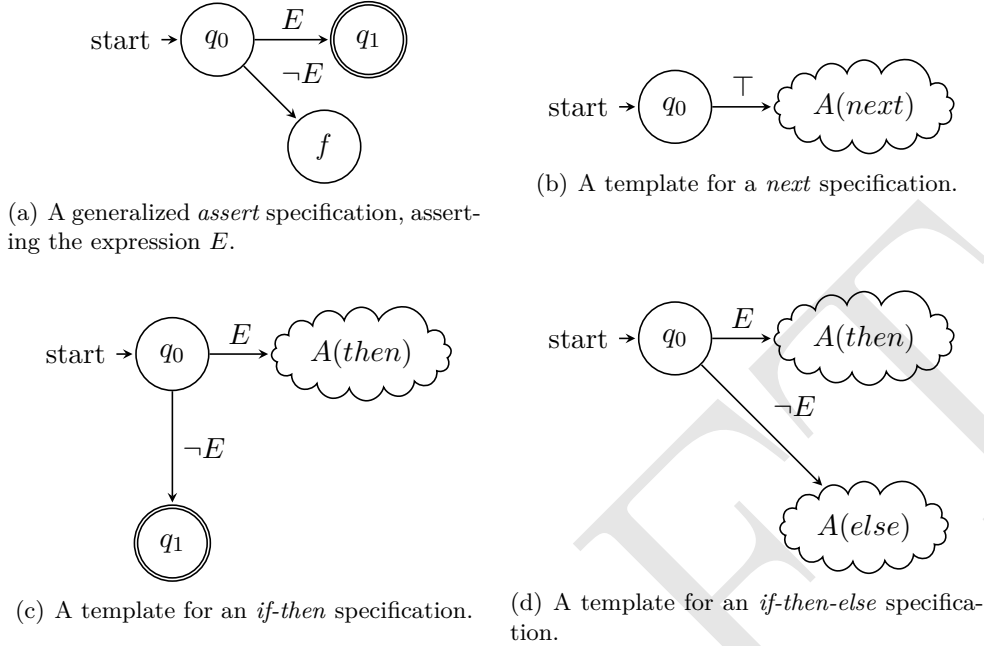 start q₀ E q₁
¬E
f
(a) A generalized assert specification, assert-
ing the expression E.
start q₀ ⊤ A(next)
(b) A template for a next specification.
start q₀ E A(then)
¬E
q₁
(c) A template for an if-then specification.
start q₀ E A(then)
¬E
A(else)
(d) A template for an if-then-else specifica-
tion.
FT